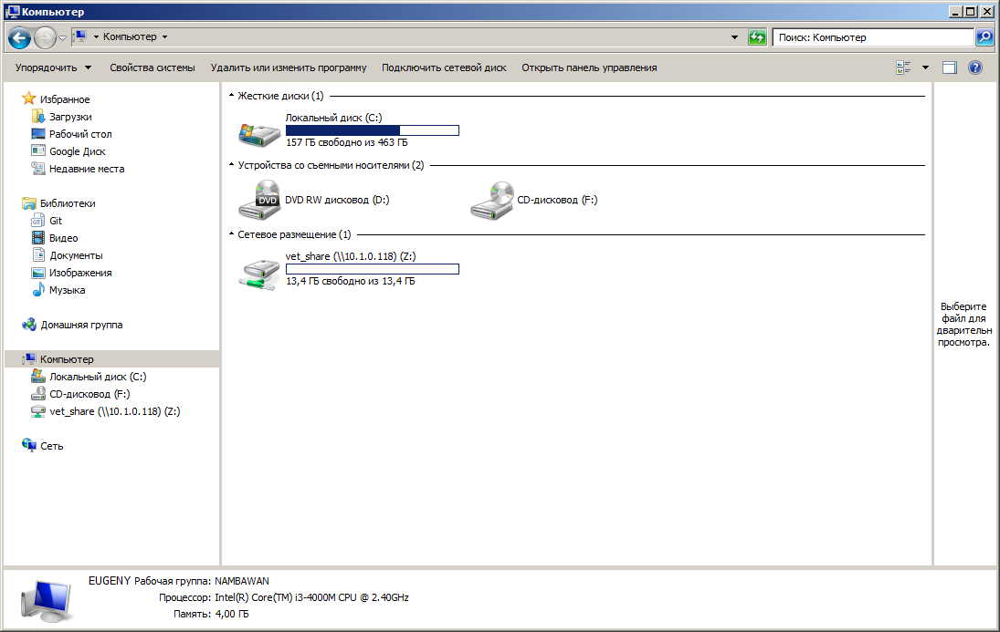 Компьютер
Компьютер
Поиск: Компьютер
Упорядочить Свойства системы Удалить или изменить программу Подключить сетевой диск Открыть панель управления
Избранное
Загрузки
Рабочий стол
Google Диск
Недавние места
Библиотеки
Git
Видео
Документы
Изображения
Музыка
Домашняя группа
Компьютер
Локальный диск (C:)
CD-дисковод (F:)
vet_share (\\10.1.0.118) (Z:)
Сеть
Жесткие диски (1)
Локальный диск (C:)
157 ГБ свободно из 463 ГБ
Устройства со съемными носителями (2)
DVD
DVD RW дисковод (D:)
CD-дисковод (F:)
Сетевое размещение (1)
vet_share (\\10.1.0.118) (Z:)
13,4 ГБ свободно из 13,4 ГБ
Выберите
файл для
дварительн
просмотра.
EUGENY Рабочая группа: NAMBAWAN
Процессор: Intel(R) Core(TM) i3-4000M CPU @ 2.40GHz
Память: 4,00 ГБ